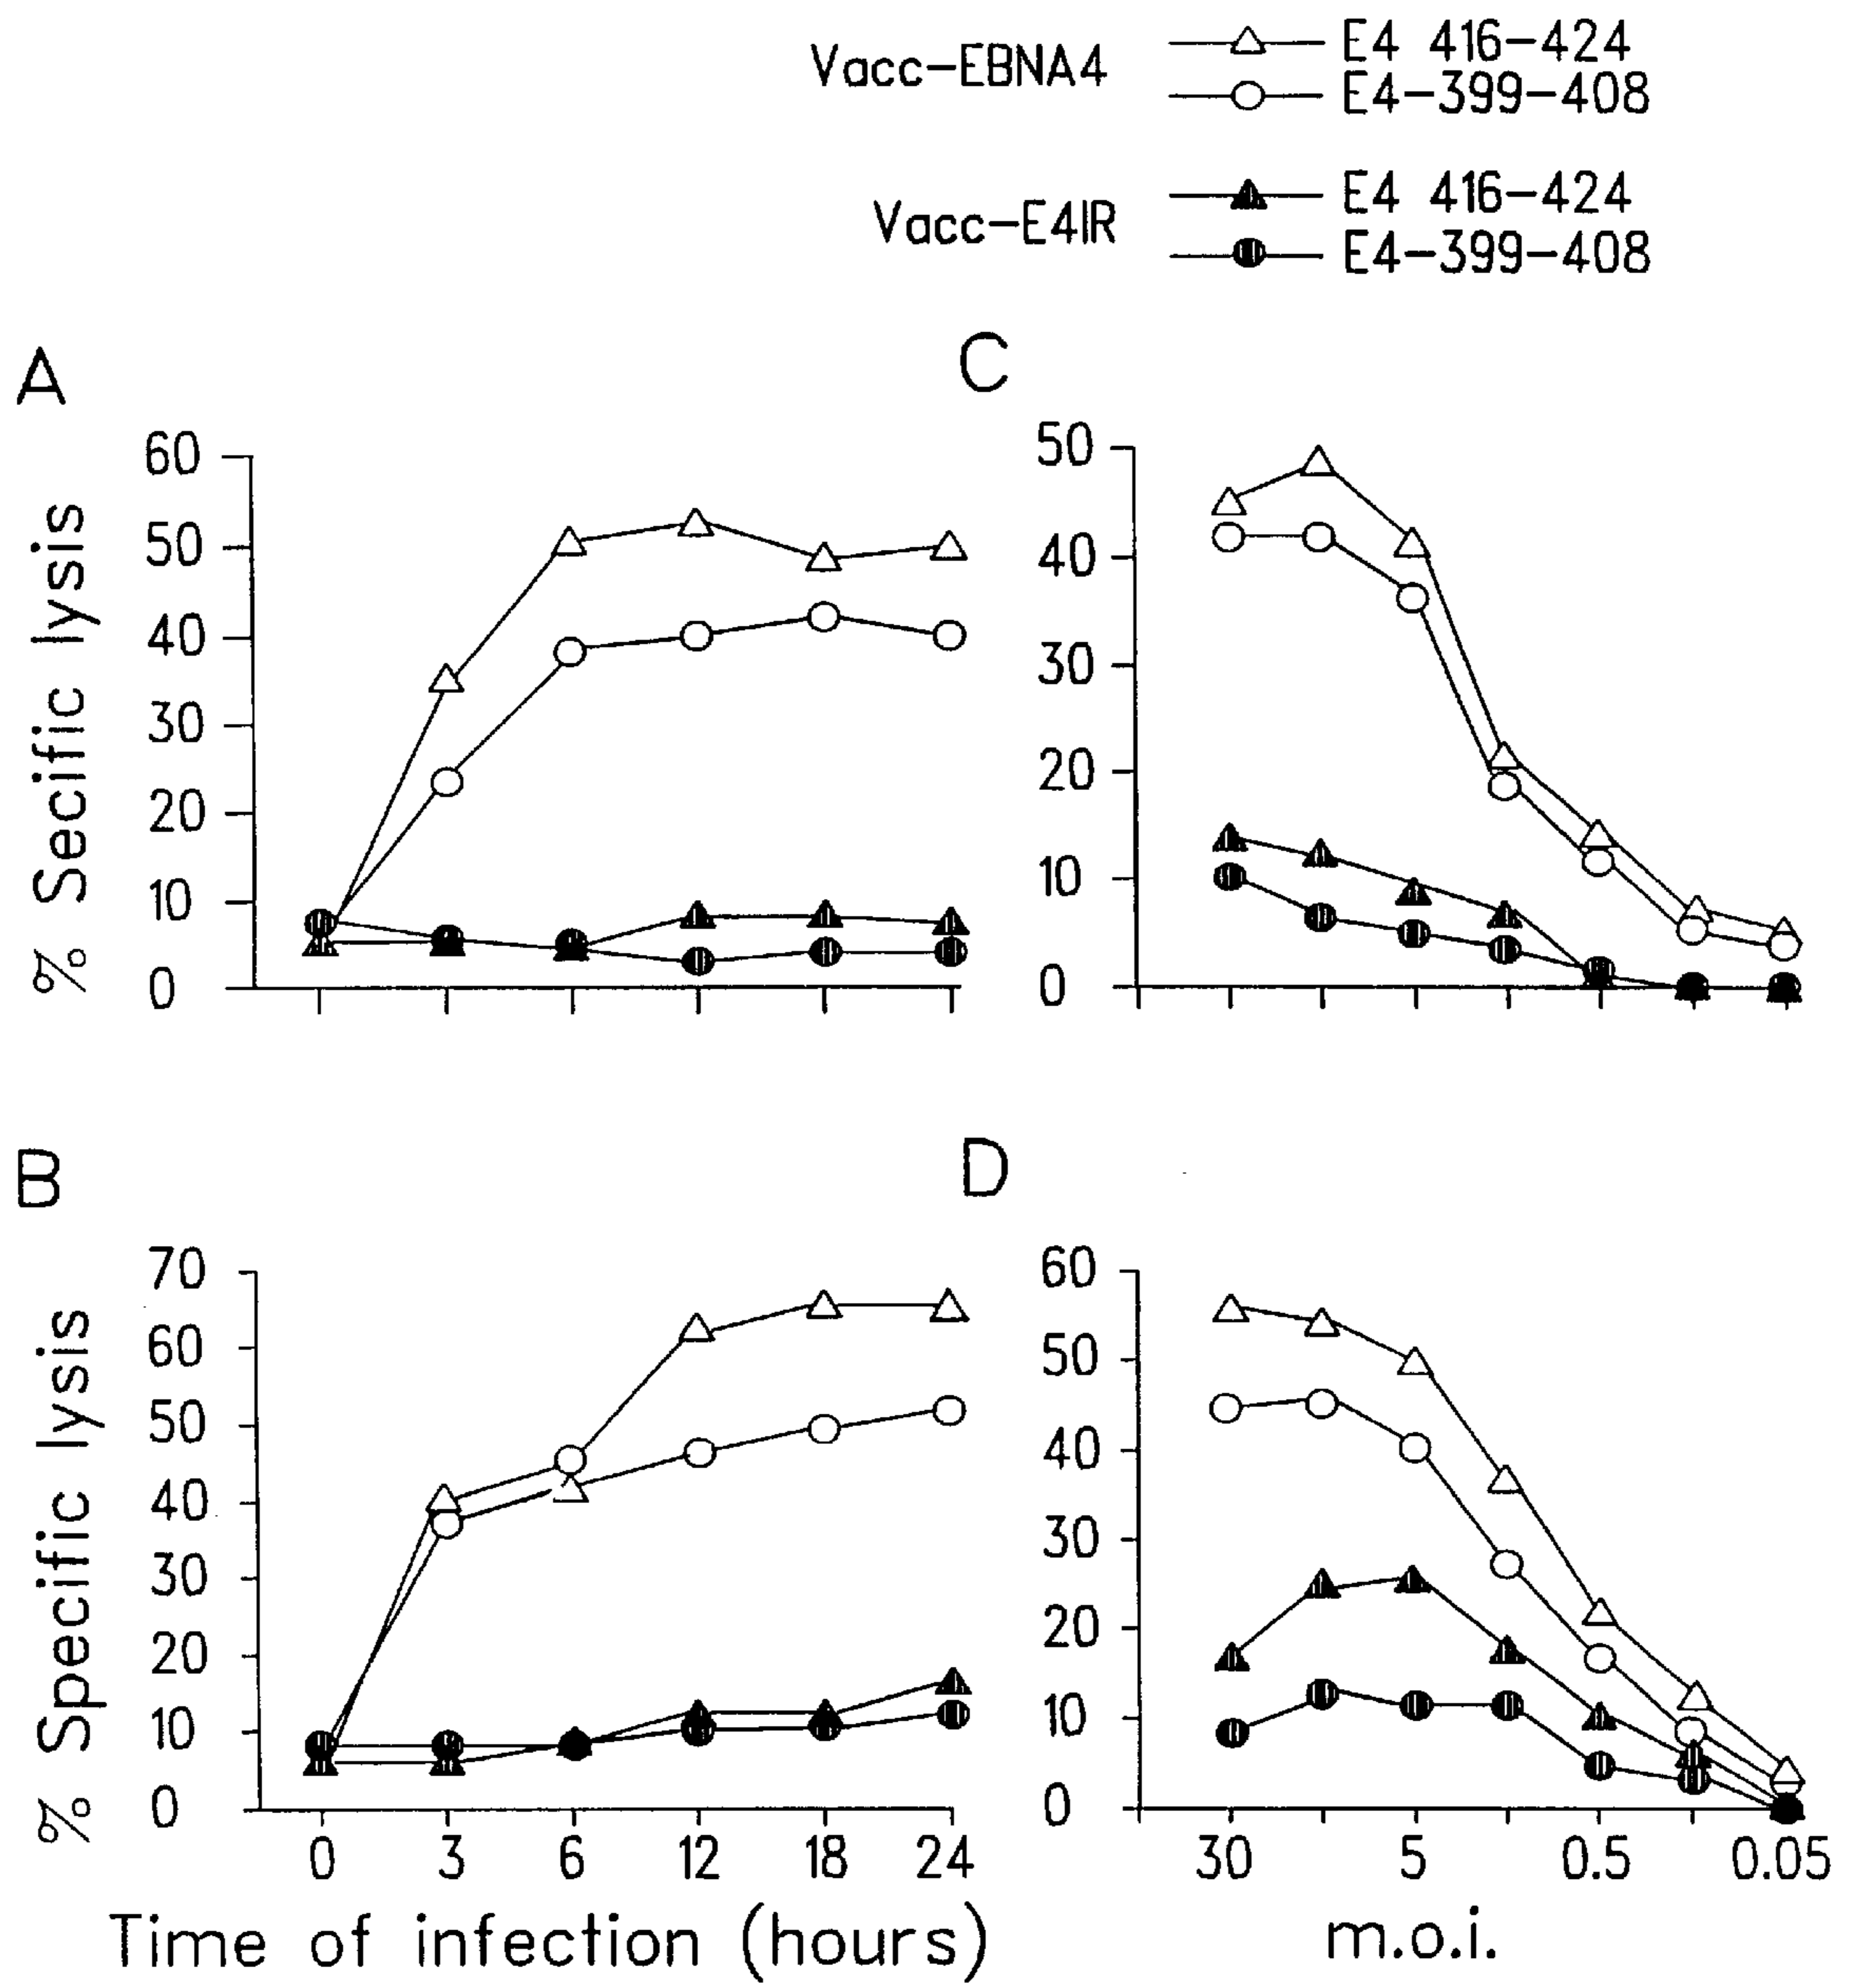 Vacc-EBNA4
E4 416-424
E4-399-408
Vacc-E4IR
E4 416-424
E4-399-408
A
% Secific lysis
60
50
40
30
20
10
0
C
50
40
30
20
10
0
B
% Specific lysis
70
60
50
40
30
20
10
0
0 3 6 12 18 24
Time of infection (hours)
D
60
50
40
30
20
10
0
30 5 0.5 0.05
m.o.i.